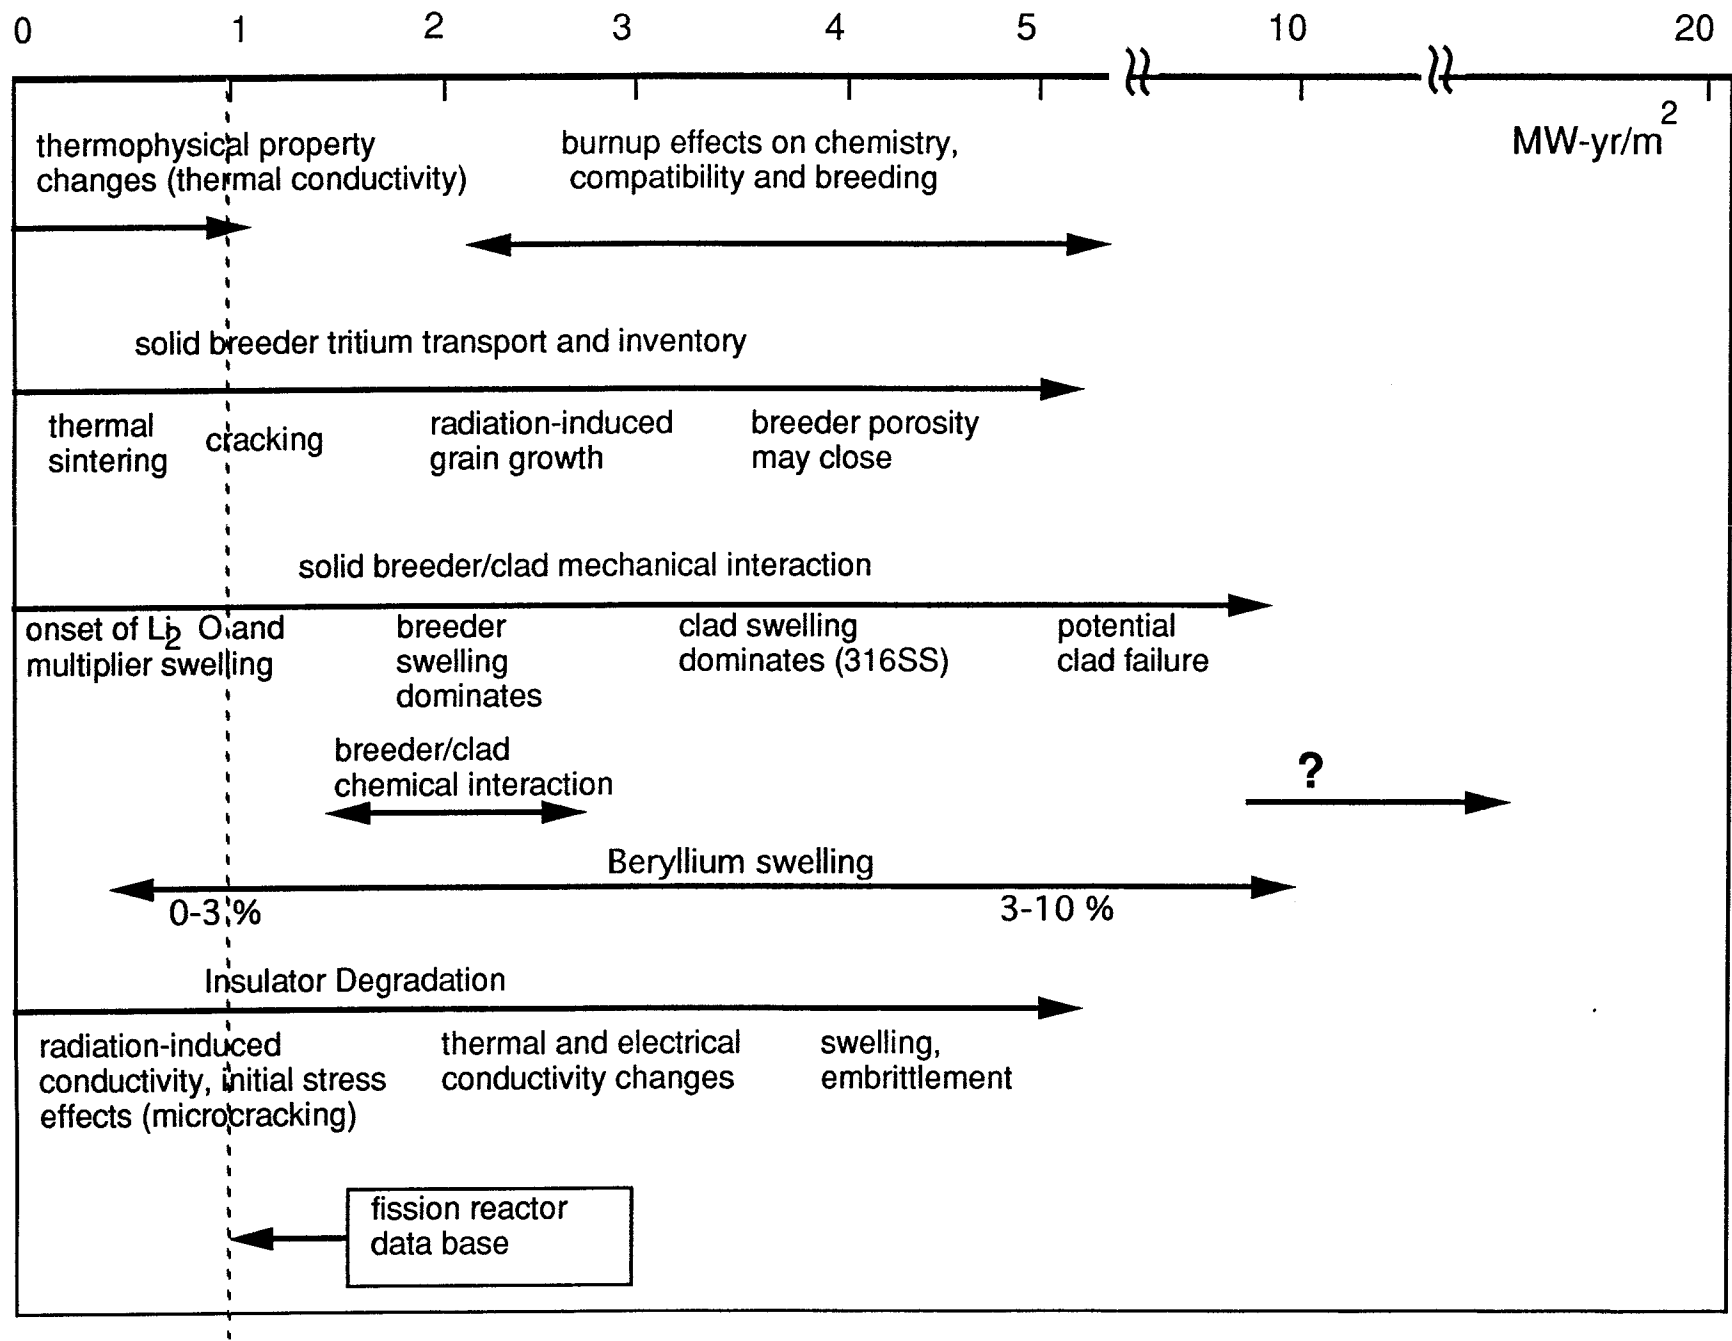 0 1 2 3 4 5 10 20
MW-yr/m2
thermophysical property
changes (thermal conductivity)
burnup effects on chemistry,
compatibility and breeding
solid breeder tritium transport and inventory
thermal
sintering
cracking
radiation-induced
grain growth
breeder porosity
may close
solid breeder/clad mechanical interaction
onset of Li2 O and
multiplier swelling
breeder
swelling
dominates
clad swelling
dominates (316SS)
potential
clad failure
breeder/clad
chemical interaction
?
Beryllium swelling
0-3 %
3-10 %
Insulator Degradation
radiation-induced
conductivity, initial stress
effects (microcracking)
thermal and electrical
conductivity changes
swelling,
embrittlement
fission reactor
data base